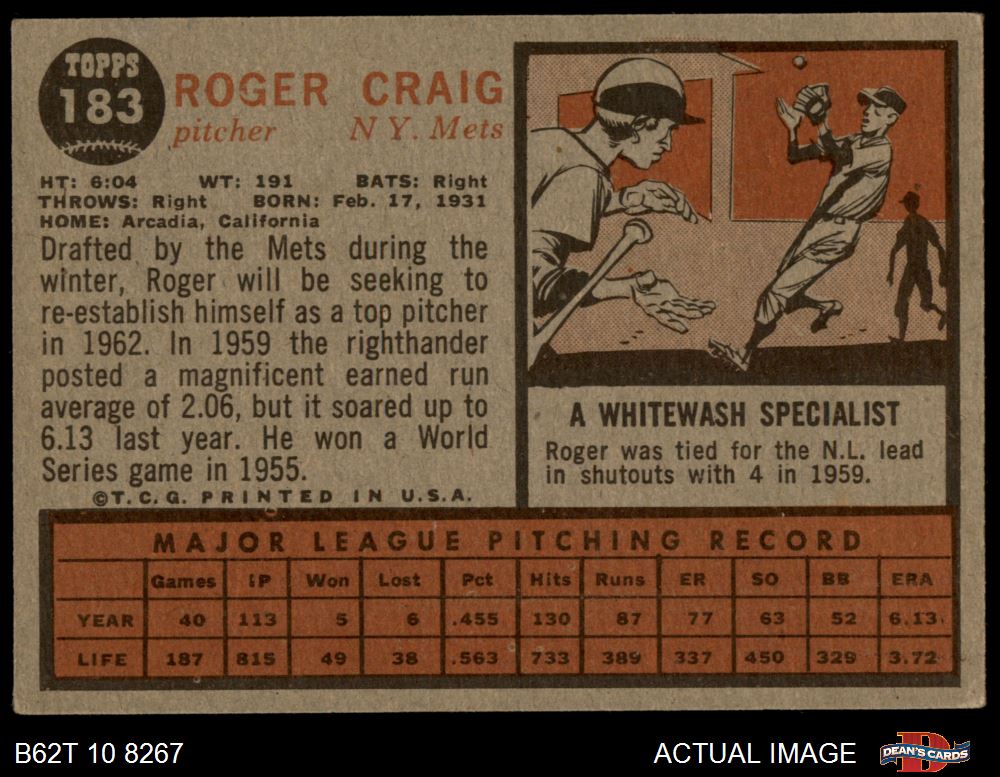 TOPPS
183
ROGER CRAIG
pitcher N Y. Mets
HT: 6:04 WT: 191 BATS: Right
THROWS: Right BORN: Feb. 17, 1931
HOME: Arcadia, California
Drafted by the Mets during the
winter, Roger will be seeking to
re-establish himself as a top pitcher
in 1962. In 1959 the righthander
posted a magnificent earned run
average of 2.06, but it soared up to
6.13 last year. He won a World
Series game in 1955.
©T.C.G. PRINTED IN U.S.A.
A WHITEWASH SPECIALIST
Roger was tied for the N.L. lead
in shutouts with 4 in 1959.
MAJOR LEAGUE PITCHING RECORD
Games IP Won Lost Pct Hits Runs ER SO BB ERA
YEAR 40 113 5 6 .455 130 87 77 63 52 6.13
LIFE 187 815 49 38 .563 733 389 337 450 329 3.72
B62T 10 8267
ACTUAL IMAGE
DEAN'S CARDS